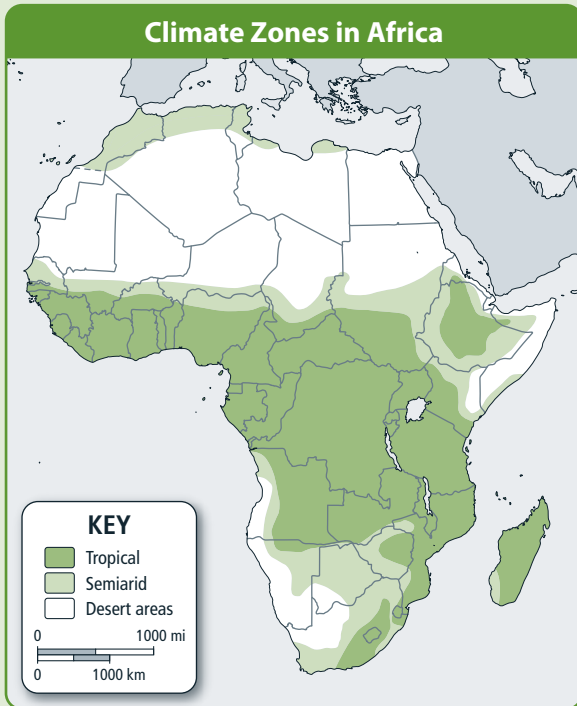 Climate Zones in Africa
KEY
Tropical
Semiarid
Desert areas
0 1000 mi
0 1000 km